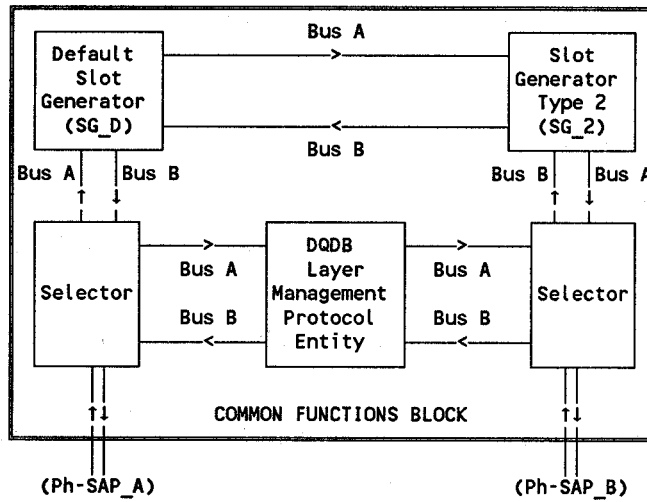 Bus A
Default
Slot
Generator
(SG_D)
Slot
Generator
Type 2
(SG_2)
Bus B
Bus A
Bus B
Bus B
Bus A
Selector
Bus A
Bus B
DQDB
Layer
Management
Protocol
Entity
Bus A
Bus B
Selector
COMMON FUNCTIONS BLOCK
(Ph-SAP_A)
(Ph-SAP_B)